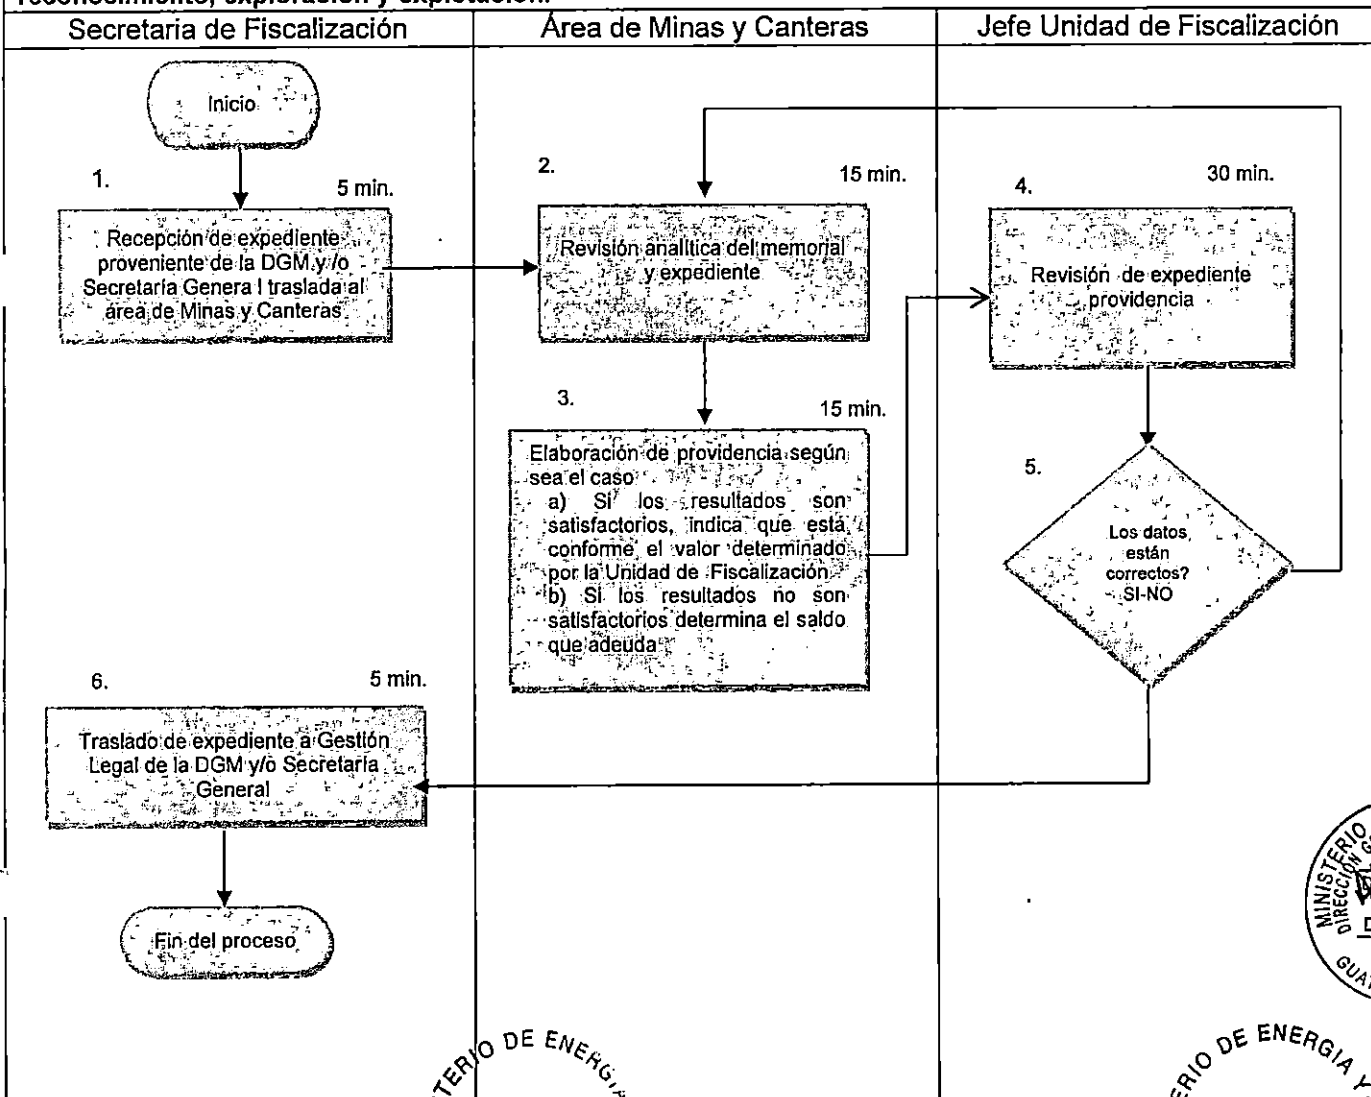 reconocimiento, exploración y explotación.
Secretaria de Fiscalización
Área de Minas y Canteras
Jefe Unidad de Fiscalización
Inicio
1.
5 min.
Recepción de expediente
proveniente de la DGM y /o
Secretaría Genera l traslada al
área de Minas y Canteras
2.
15 min.
Revisión analítica del memorial
y expediente
3.
15 min.
Elaboración de providencia según
sea el caso
a) Si los resultados son
satisfactorios, indica que está
conforme el valor determinado
por la Unidad de Fiscalización
b) Si los resultados no son
satisfactorios determina el saldo
que adeuda
4.
30 min.
Revisión de expediente
providencia
5.
Los datos
están
correctos?
SI-NO
6.
5 min.
Traslado de expediente a Gestión
Legal de la DGM y/o Secretaría
General
Fin del proceso
MINISTERIO
DIRECCIÓN